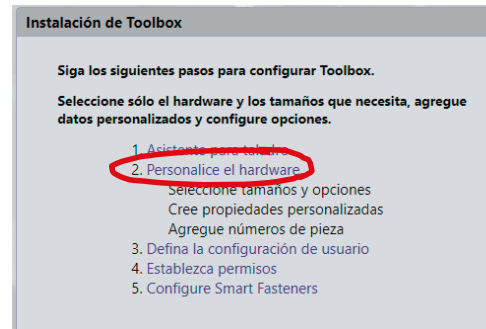 Instalación de Toolbox
Siga los siguientes pasos para configurar Toolbox.
Seleccione sólo el hardware y los tamaños que necesita, agregue
datos personalizados y configure opciones.
1. Asistente para taladro
2. Personalice el hardware
Seleccione tamaños y opciones
Cree propiedades personalizadas
Agregue números de pieza
3. Defina la configuración de usuario
4. Establezca permisos
5. Configure Smart Fasteners